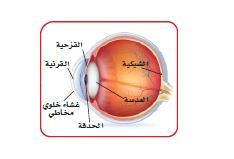 القزحية
القرنية
الشبكية
العدسة
غشاء خلوي
مخاطي
الحدقة